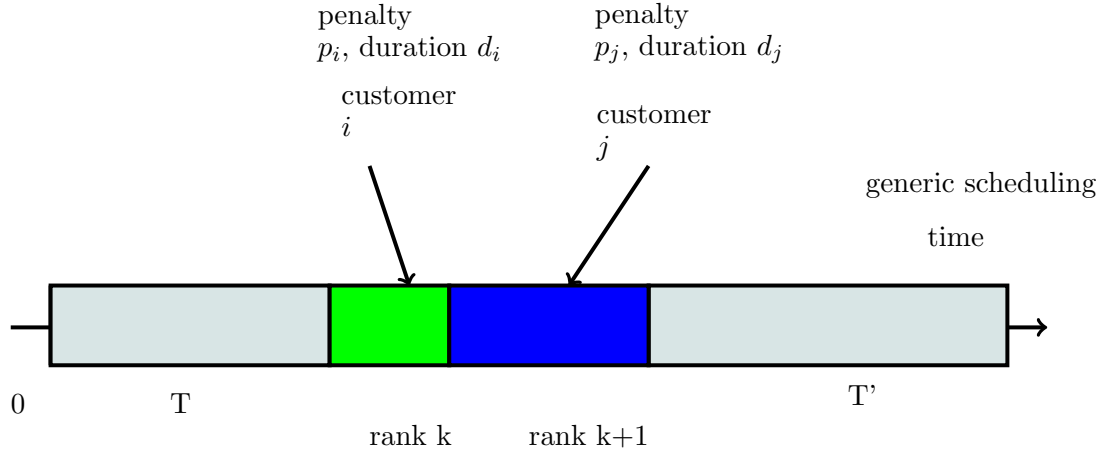 penalty
p_i, duration d_i
customer
i
penalty
p_j, duration d_j
customer
j
generic scheduling
time
0
T
T'
rank k
rank k+1